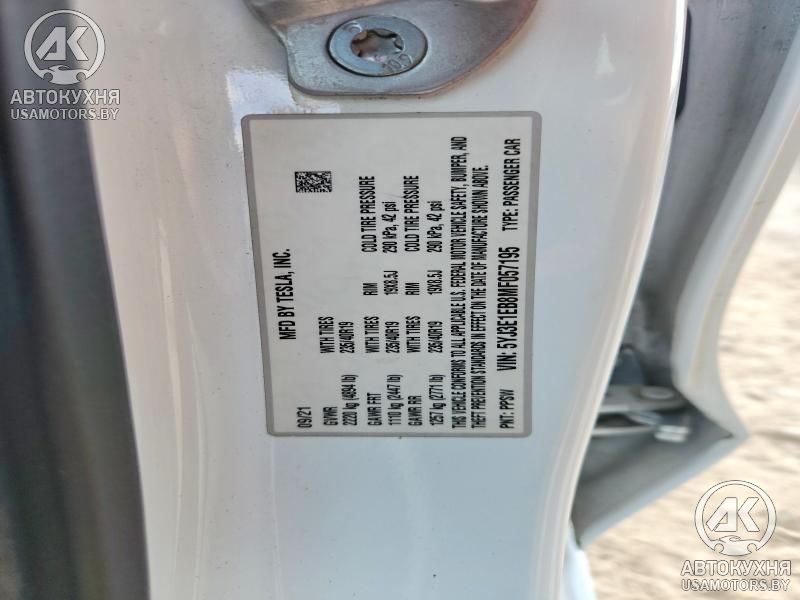 AK
АВТОКУХНЯ
USAMOTORS.BY
MFD BY TESLA, INC.
09/21
GVWR WITH TIRES RIM COLD TIRE PRESSURE
2220 kg (4894 lb) 235/40R19 19X8.5J 290 kPa, 42 psi
GAWR FRT WITH TIRES RIM COLD TIRE PRESSURE
1110 kg (2447 lb) 235/40R19 19X8.5J 290 kPa, 42 psi
GAWR RR
1257 kg (2771 lb) 235/40R19
THIS VEHICLE CONFORMS TO ALL APPLICABLE U.S. FEDERAL MOTOR VEHICLE SAFETY, BUMPER, AND
THEFT PREVENTION STANDARDS IN EFFECT ON THE DATE OF MANUFACTURE SHOWN ABOVE.
VIN: 5YJ3E1EB8MF057195
PNT: PPSW TYPE: PASSENGER CAR
AK
АВТОКУХНЯ
USAMOTORS.BY